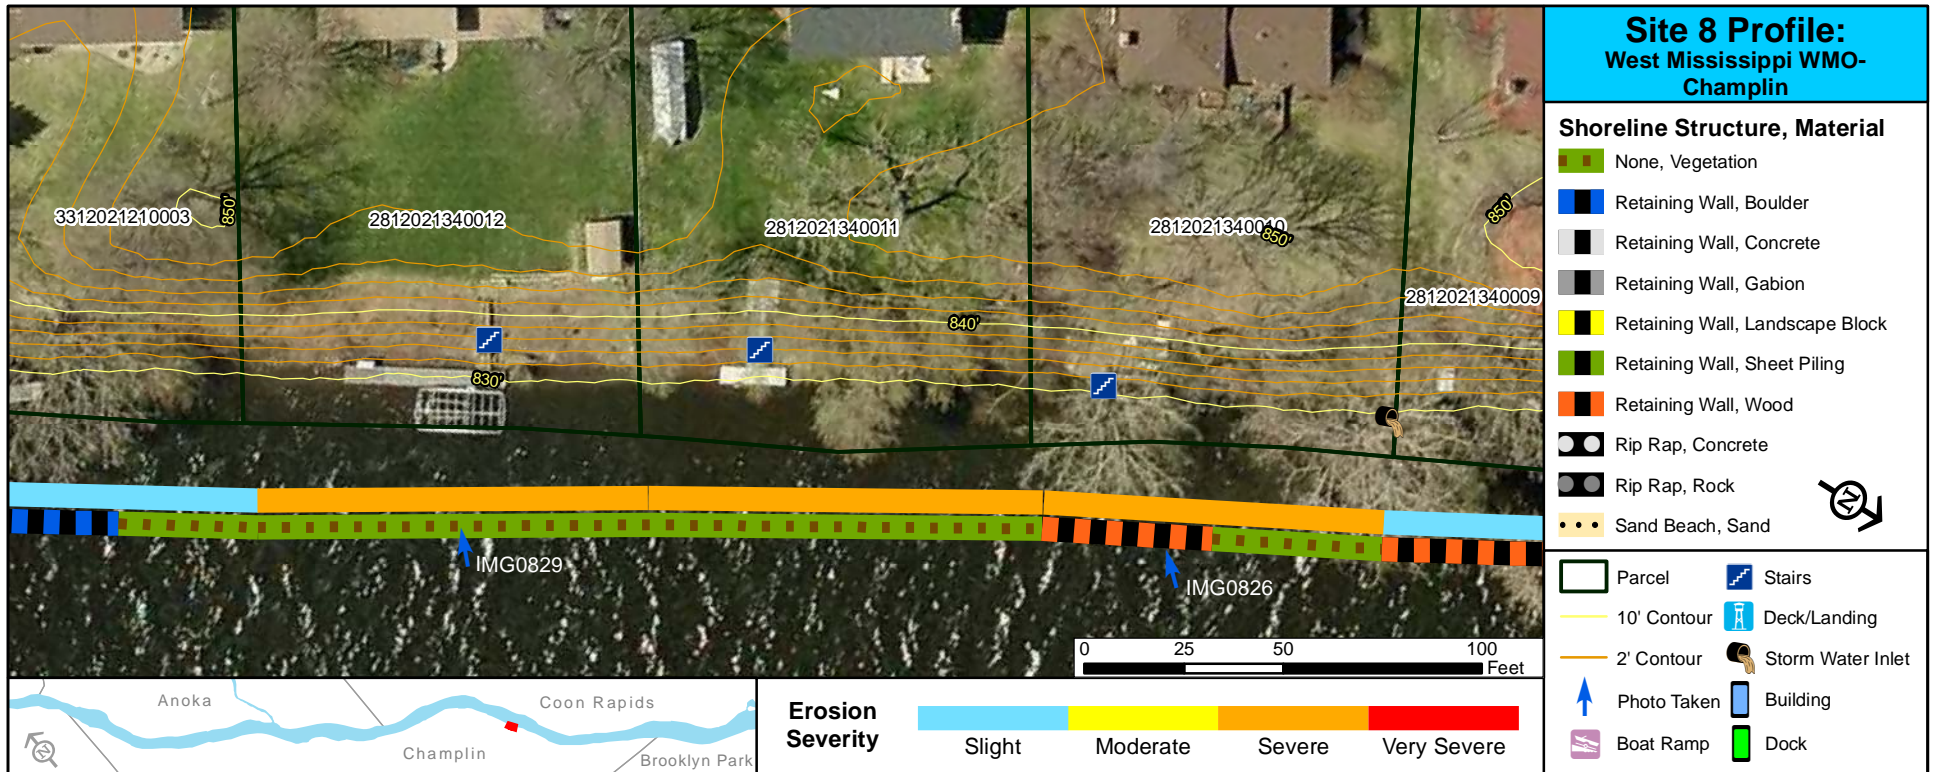 Site 8 Profile:
West Mississippi WMO-
Champlin
Shoreline Structure, Material
None, Vegetation
Retaining Wall, Boulder
Retaining Wall, Concrete
Retaining Wall, Gabion
Retaining Wall, Landscape Block
Retaining Wall, Sheet Piling
Retaining Wall, Wood
Rip Rap, Concrete
Rip Rap, Rock
Sand Beach, Sand
N
Parcel
Stairs
10' Contour
Deck/Landing
2' Contour
Storm Water Inlet
Photo Taken
Building
Boat Ramp
Dock
3312021210003
850'
2812021340012
2812021340011
2812021340010
850'
850'
2812021340009
840'
830'
IMG0829
IMG0826
0 25 50 100
Feet
Anoka
Coon Rapids
Champlin
Brooklyn Park
N
Erosion
Severity
Slight
Moderate
Severe
Very Severe